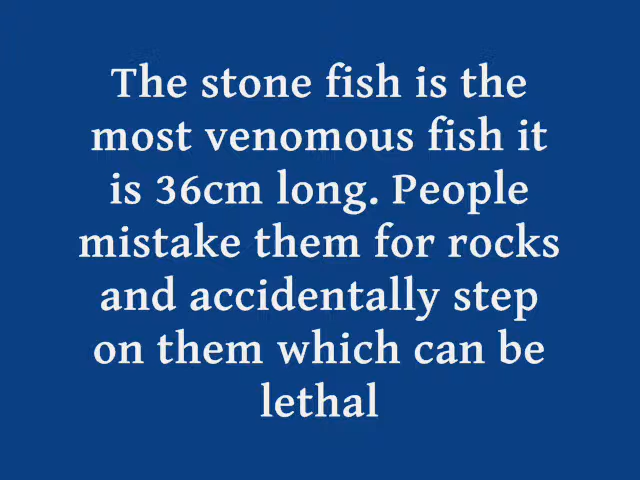 The stone fish is the
most venomous fish it
is 36cm long. People
mistake them for rocks
and accidentally step
on them which can be
lethal